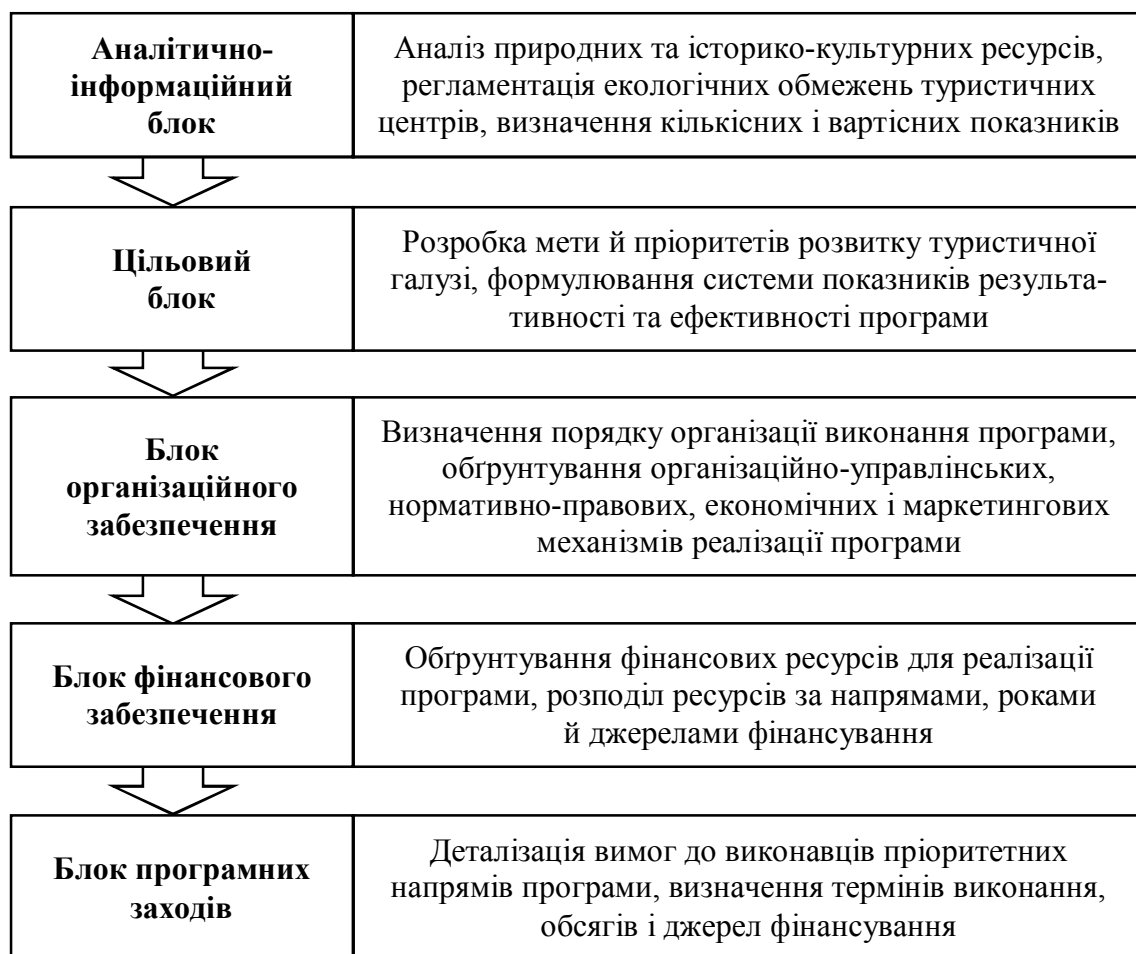 Аналітично-
інформаційний
блок
Аналіз природних та історико-культурних ресурсів,
регламентація екологічних обмежень туристичних
центрів, визначення кількісних і вартісних показників
Цільовий
блок
Розробка мети й пріоритетів розвитку туристичної
галузі, формулювання системи показників результа-
тивності та ефективності програми
Блок
організаційного
забезпечення
Визначення порядку організації виконання програми,
обґрунтування організаційно-управлінських,
нормативно-правових, економічних і маркетингових
механізмів реалізації програми
Блок фінансового
забезпечення
Обґрунтування фінансових ресурсів для реалізації
програми, розподіл ресурсів за напрямами, роками
й джерелами фінансування
Блок програмних
заходів
Деталізація вимог до виконавців пріоритетних
напрямів програми, визначення термінів виконання,
обсягів і джерел фінансування